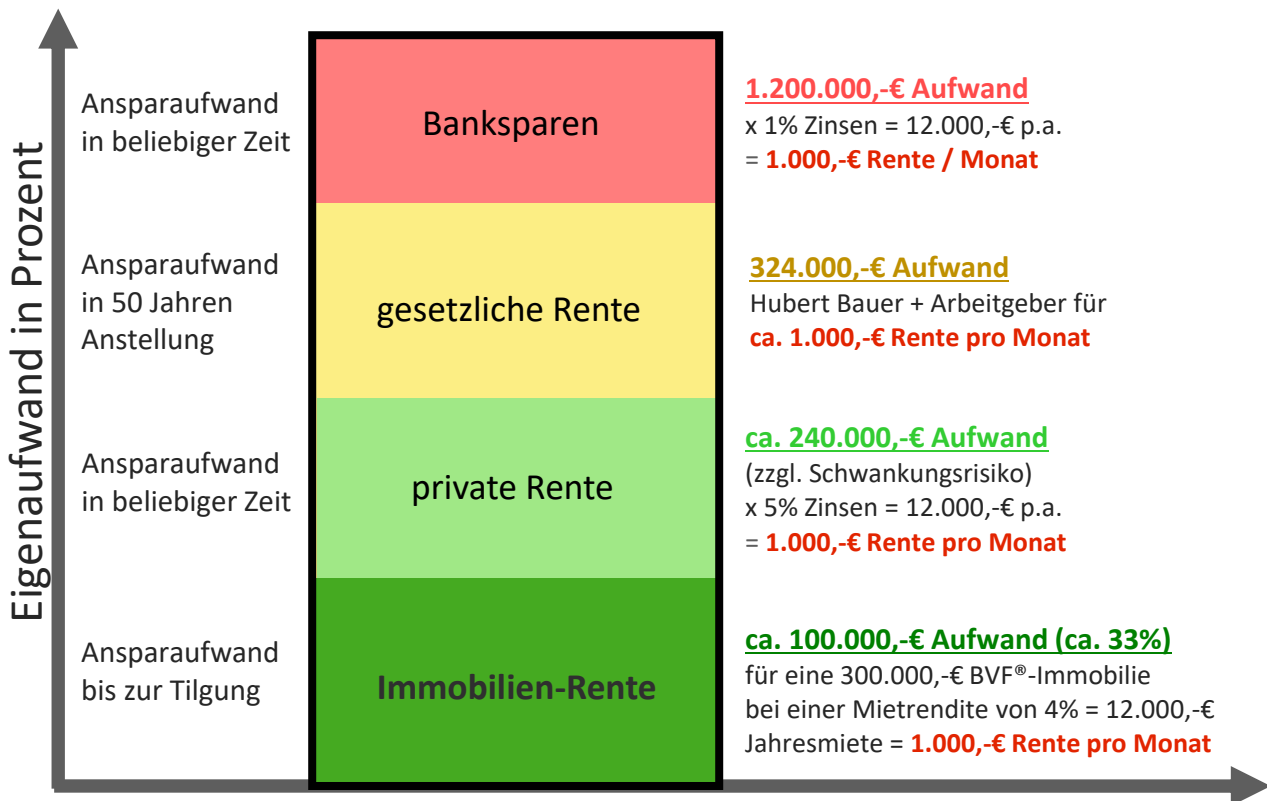 Eigenaufwand in Prozent
Ansparaufwand
in beliebiger Zeit
Banksparen
1.200.000,-€ Aufwand
x 1% Zinsen = 12.000,-€ p.a.
= 1.000,-€ Rente / Monat
Ansparaufwand
in 50 Jahren
Anstellung
gesetzliche Rente
324.000,-€ Aufwand
Hubert Bauer + Arbeitgeber für
ca. 1.000,-€ Rente pro Monat
Ansparaufwand
in beliebiger Zeit
private Rente
ca. 240.000,-€ Aufwand
(zzgl. Schwankungsrisiko)
x 5% Zinsen = 12.000,-€ p.a.
= 1.000,-€ Rente pro Monat
Ansparaufwand
bis zur Tilgung
Immobilien-Rente
ca. 100.000,-€ Aufwand (ca. 33%)
für eine 300.000,-€ BVF®-Immobilie
bei einer Mietrendite von 4% = 12.000,-€
Jahresmiete = 1.000,-€ Rente pro Monat